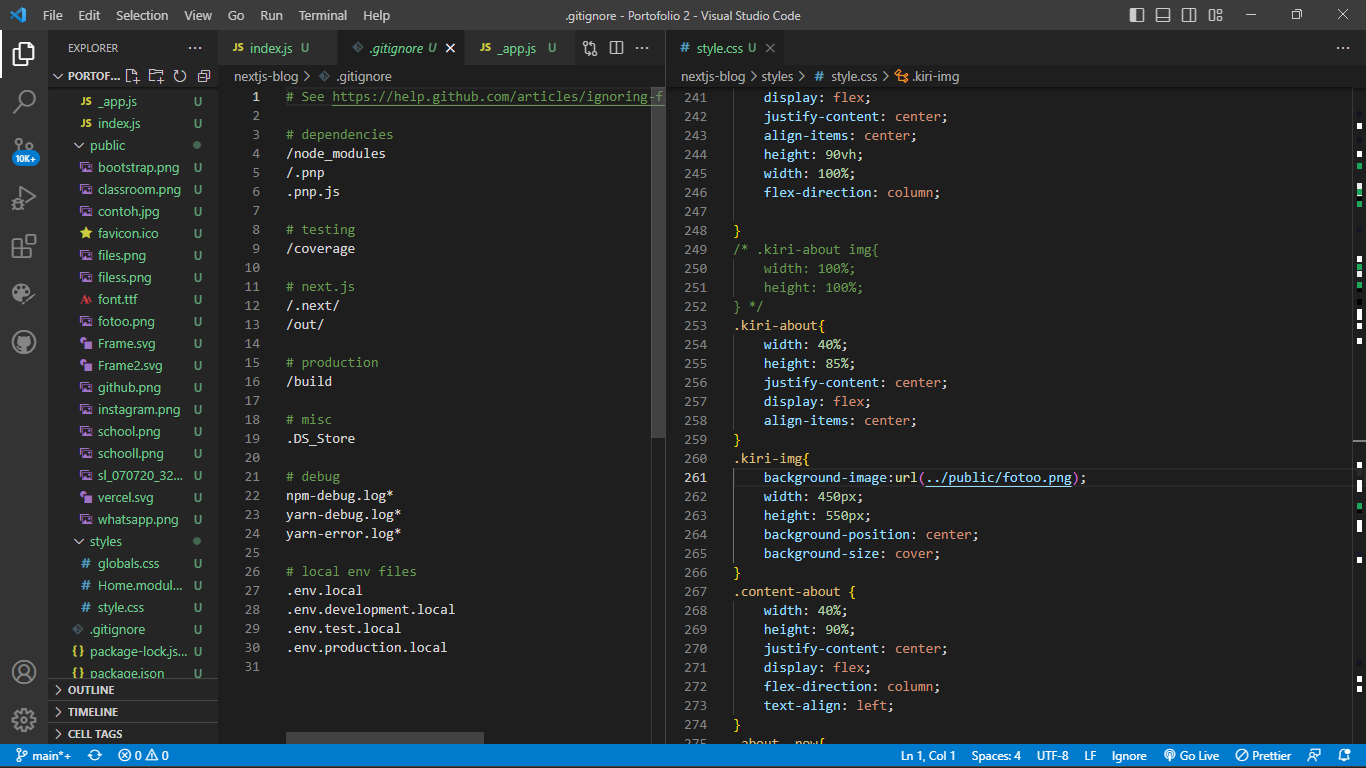 File Edit Selection View Go Run Terminal Help
.gitignore - Portofolio 2 - Visual Studio Code
EXPLORER
PORTOF...
_app.js U
index.js U
public
bootstrap.png U
classroom.png U
contoh.jpg U
favicon.ico U
files.png U
filess.png U
font.ttf U
fotoo.png U
Frame.svg U
Frame2.svg U
github.png U
instagram.png U
school.png U
schooll.png U
sl_070720_32... U
vercel.svg U
whatsapp.png U
styles
globals.css U
Home.modul... U
style.css U
.gitignore U
package-lock.js... U
package.json U
OUTLINE
TIMELINE
CELL TAGS
10K+
JS index.js U
.gitignore U
JS _app.js U
nextjs-blog > .gitignore
1 # See https://help.github.com/articles/ignoring-f
2
3 # dependencies
4 /node_modules
5 /.pnp
6 .pnp.js
7
8 # testing
9 /coverage
10
11 # next.js
12 /.next/
13 /out/
14
15 # production
16 /build
17
18 # misc
19 .DS_Store
20
21 # debug
22 npm-debug.log*
23 yarn-debug.log*
24 yarn-error.log*
25
26 # local env files
27 .env.local
28 .env.development.local
29 .env.test.local
30 .env.production.local
31
# style.css U
nextjs-blog > styles > # style.css > .kiri-img
241 display: flex;
242 justify-content: center;
243 align-items: center;
244 height: 90vh;
245 width: 100%;
246 flex-direction: column;
247
248 }
249 /* .kiri-about img{
250 width: 100%;
251 height: 100%;
252 } */
253 .kiri-about{
254 width: 40%;
255 height: 85%;
256 justify-content: center;
257 display: flex;
258 align-items: center;
259 }
260 .kiri-img{
261 background-image:url(../public/fotoo.png);
262 width: 450px;
263 height: 550px;
264 background-position: center;
265 background-size: cover;
266 }
267 .content-about {
268 width: 40%;
269 height: 90%;
270 justify-content: center;
271 display: flex;
272 flex-direction: column;
273 text-align: left;
274 }
main*+ 0 0 Ln 1, Col 1 Spaces: 4 UTF-8 LF Ignore Go Live Prettier